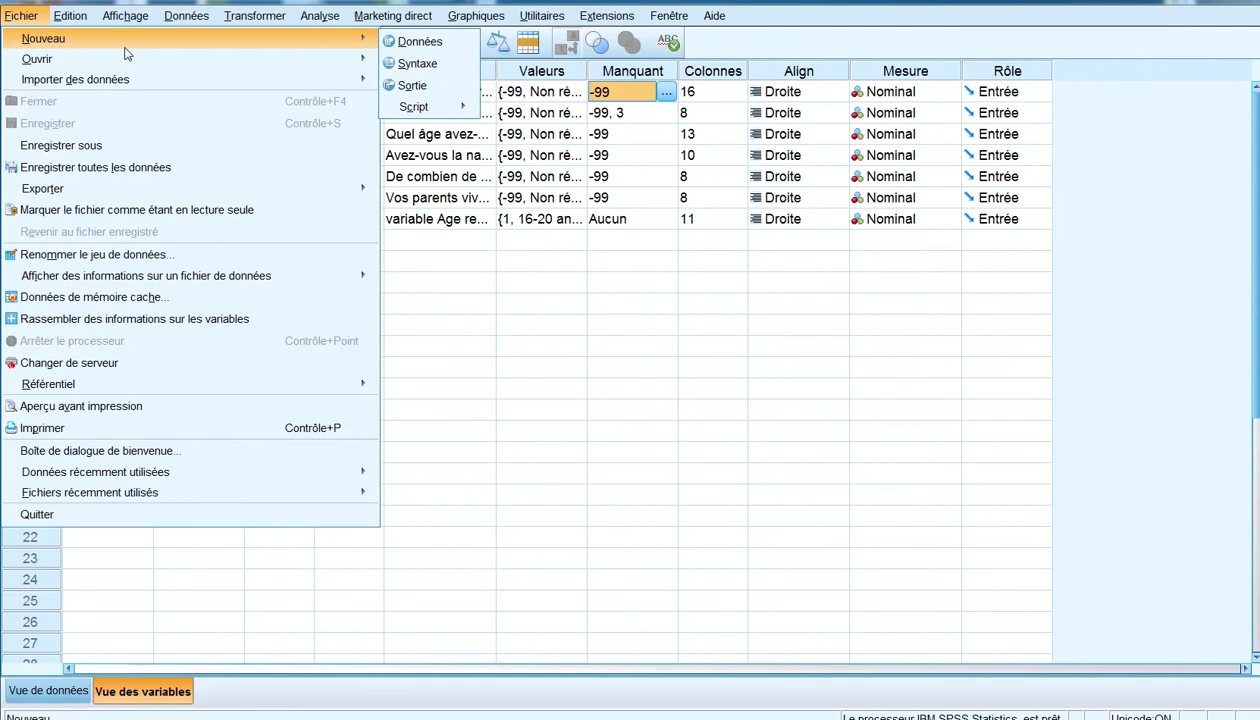 Fichier Edition Affichage Données Transformer Analyse Marketing direct Graphiques Utilitaires Extensions Fenêtre Aide
Nouveau
Ouvrir
Importer des données
Fermer Contrôle+F4
Enregistrer Contrôle+S
Enregistrer sous
Enregistrer toutes les données
Exporter
Marquer le fichier comme étant en lecture seule
Revenir au fichier enregistré
Renommer le jeu de données...
Afficher des informations sur un fichier de données
Données de mémoire cache...
Rassembler des informations sur les variables
Arrêter le processeur Contrôle+Point
Changer de serveur
Référentiel
Aperçu avant impression
Imprimer Contrôle+P
Boîte de dialogue de bienvenue...
Données récemment utilisées
Fichiers récemment utilisés
Quitter
Données
Syntaxe
Sortie
Script
A
ABC
Valeurs Manquant Colonnes Align Mesure Rôle
... {-99, Non ré... -99 ... 16 Droite Nominal Entrée
... {-99, Non ré... -99, 3 8 Droite Nominal Entrée
Quel âge avez-... {-99, Non ré... -99 13 Droite Nominal Entrée
Avez-vous la na... {-99, Non ré... -99 10 Droite Nominal Entrée
De combien de ... {-99, Non ré... -99 8 Droite Nominal Entrée
Vos parents viv... {-99, Non ré... -99 8 Droite Nominal Entrée
variable Age re... {1, 16-20 an... Aucun 11 Droite Nominal Entrée
22
23
24
25
26
27
28
Vue de données Vue des variables
Nouveau Le processeur IBM SPSS Statistics est prêt Unicode:ON